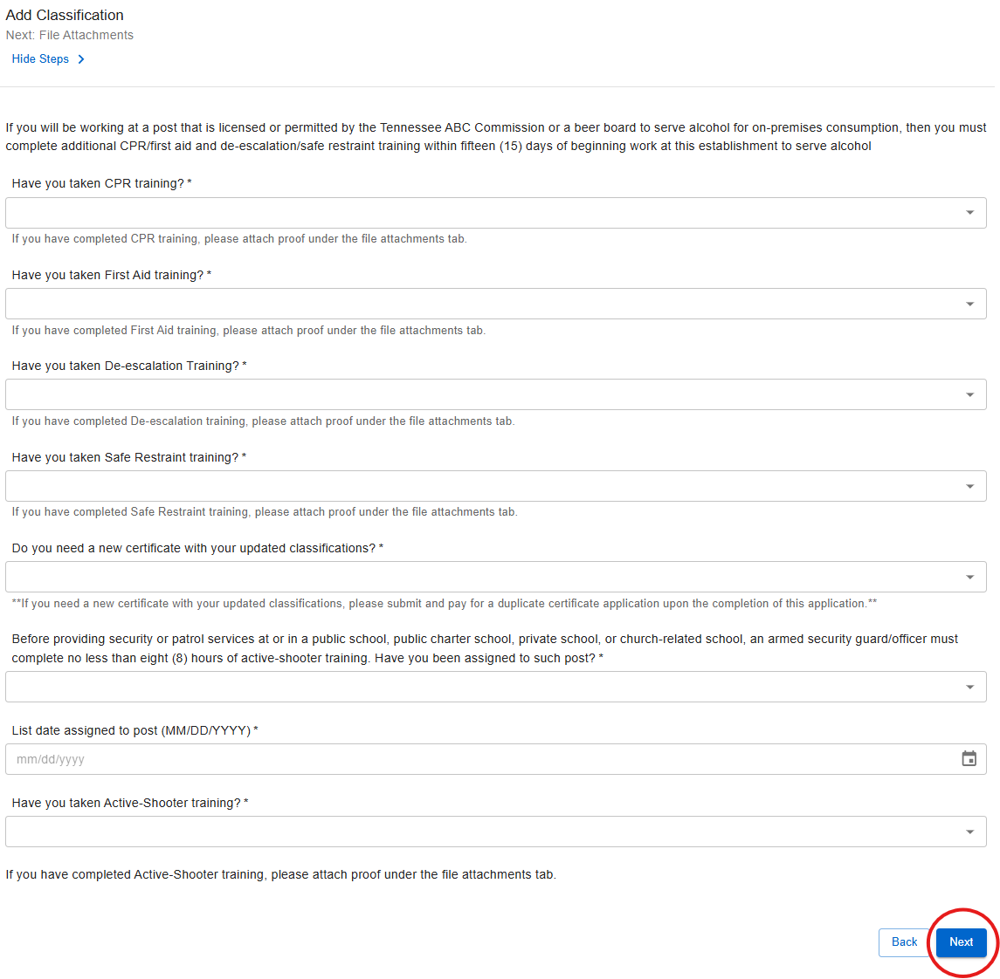 Add Classification
Next: File Attachments
Hide Steps
If you will be working at a post that is licensed or permitted by the Tennessee ABC Commission or a beer board to serve alcohol for on-premises consumption, then you must
complete additional CPR/first aid and de-escalation/safe restraint training within fifteen (15) days of beginning work at this establishment to serve alcohol
Have you taken CPR training? *
If you have completed CPR training, please attach proof under the file attachments tab.
Have you taken First Aid training? *
If you have completed First Aid training, please attach proof under the file attachments tab.
Have you taken De-escalation Training? *
If you have completed De-escalation training, please attach proof under the file attachments tab.
Have you taken Safe Restraint training? *
If you have completed Safe Restraint training, please attach proof under the file attachments tab.
Do you need a new certificate with your updated classifications? *
**If you need a new certificate with your updated classifications, please submit and pay for a duplicate certificate application upon the completion of this application.**
Before providing security or patrol services at or in a public school, public charter school, private school, or church-related school, an armed security guard/officer must
complete no less than eight (8) hours of active-shooter training. Have you been assigned to such post? *
List date assigned to post (MM/DD/YYYY) *
mm/dd/yyyy
Have you taken Active-Shooter training? *
If you have completed Active-Shooter training, please attach proof under the file attachments tab.
Back Next